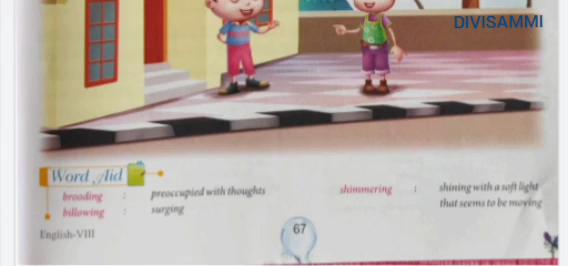 DIVISAMMI
Word Aid
brooding : preoccupied with thoughts
billowing : surging
shimmering : shining with a soft light
that seems to be moving
English-VIII
67